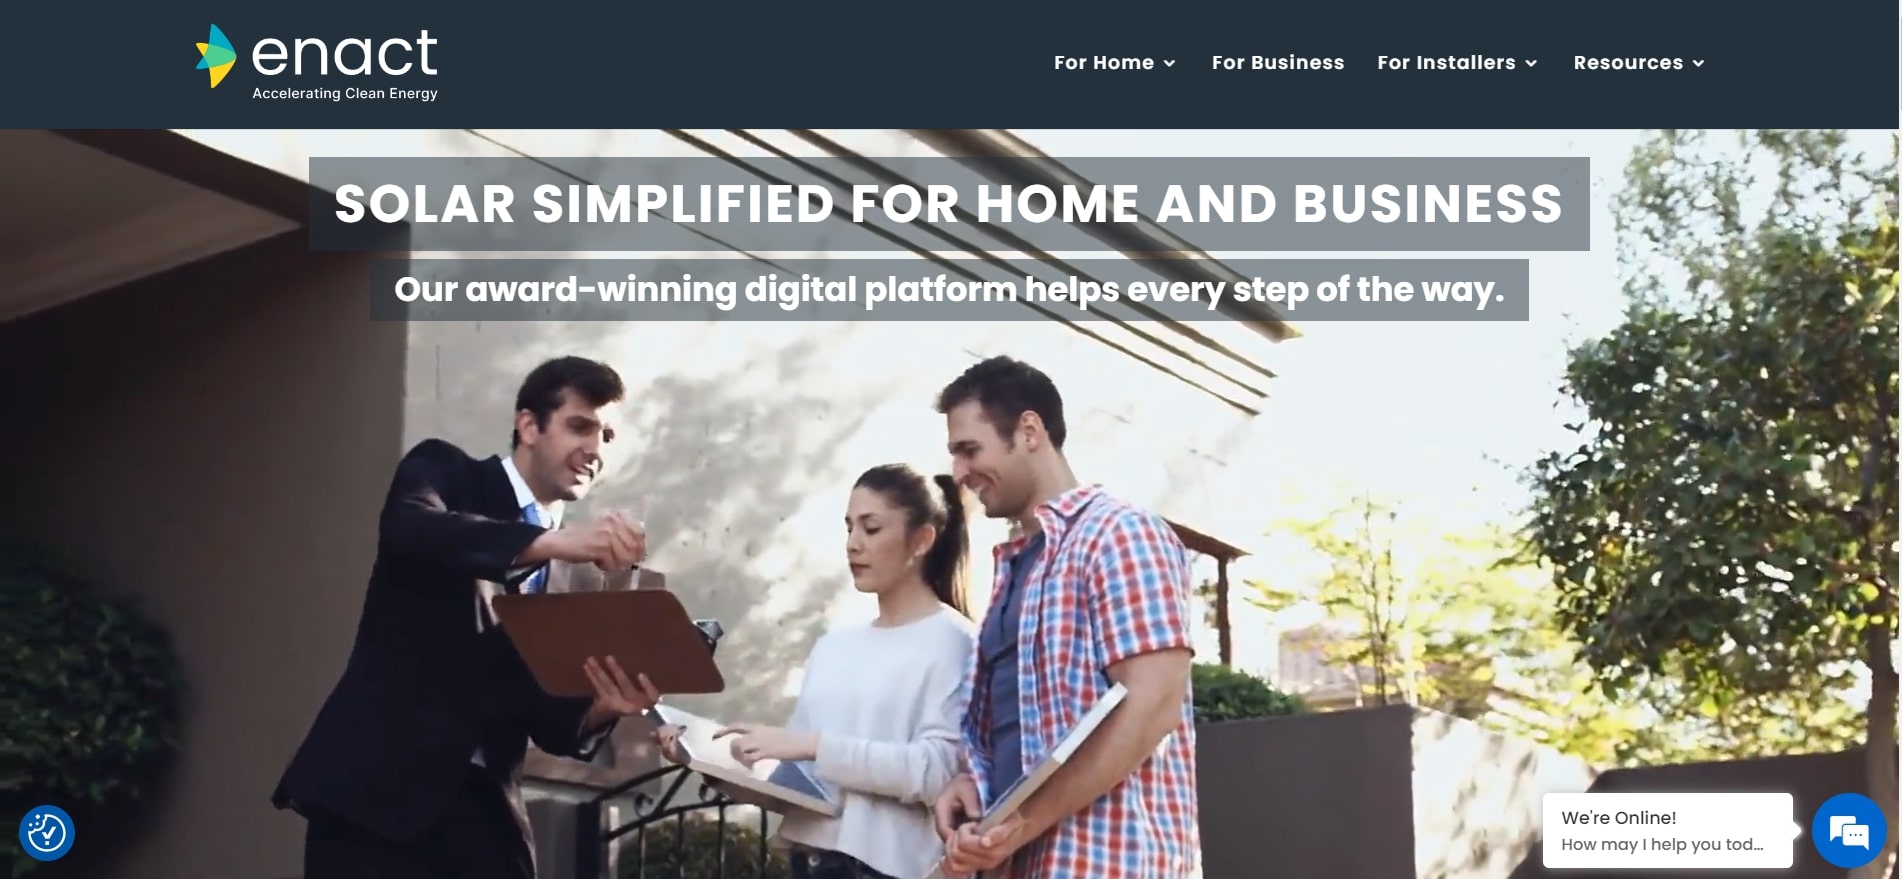 enact
Accelerating Clean Energy
For Home
For Business
For Installers
Resources
SOLAR SIMPLIFIED FOR HOME AND BUSINESS
Our award-winning digital platform helps every step of the way.
We're Online!
How may I help you tod...